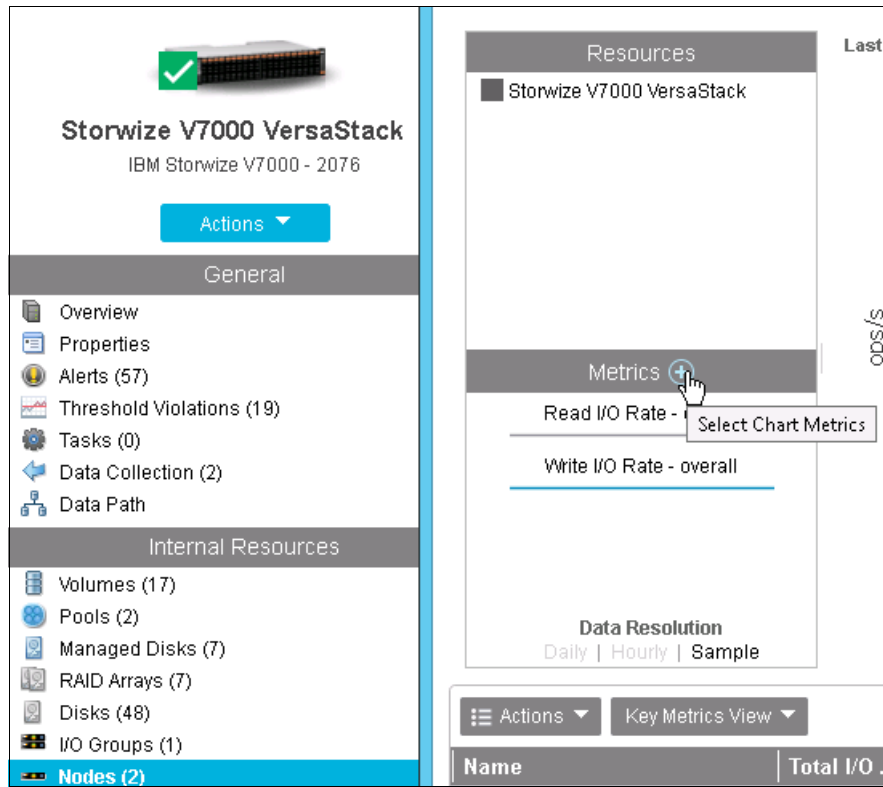 Storwize V7000 VersaStack
IBM Storwize V7000 - 2076
Actions
General
Overview
Properties
Alerts (57)
Threshold Violations (19)
Tasks (0)
Data Collection (2)
Data Path
Internal Resources
Volumes (17)
Pools (2)
Managed Disks (7)
RAID Arrays (7)
Disks (48)
I/O Groups (1)
Nodes (2)
Resources
Storwize V7000 VersaStack
Metrics
Read I/O Rate -
Select Chart Metrics
Write I/O Rate - overall
Data Resolution
Daily | Hourly | Sample
Last
ops/s
Actions
Key Metrics View
Name
Total I/O